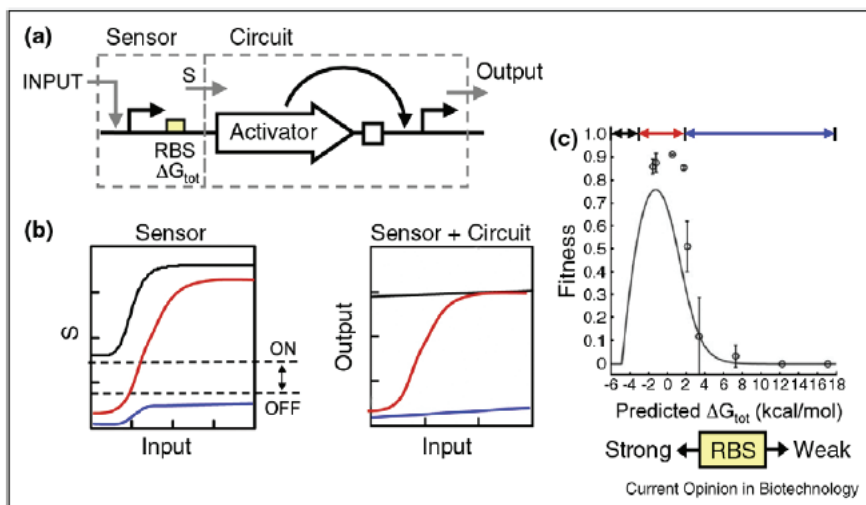 (a) Sensor Circuit
INPUT
S
Output
Activator
RBS
ΔG_tot
(b)
Sensor
S
ON
OFF
Input
Sensor + Circuit
Output
Input
(c)
1.0
0.9
0.8
0.7
0.6
0.5
0.4
0.3
0.2
0.1
0
Fitness
-6 -4 -2 0 2 4 6 8 10 12 14 16 18
Predicted ΔG_tot (kcal/mol)
Strong RBS Weak
Current Opinion in Biotechnology